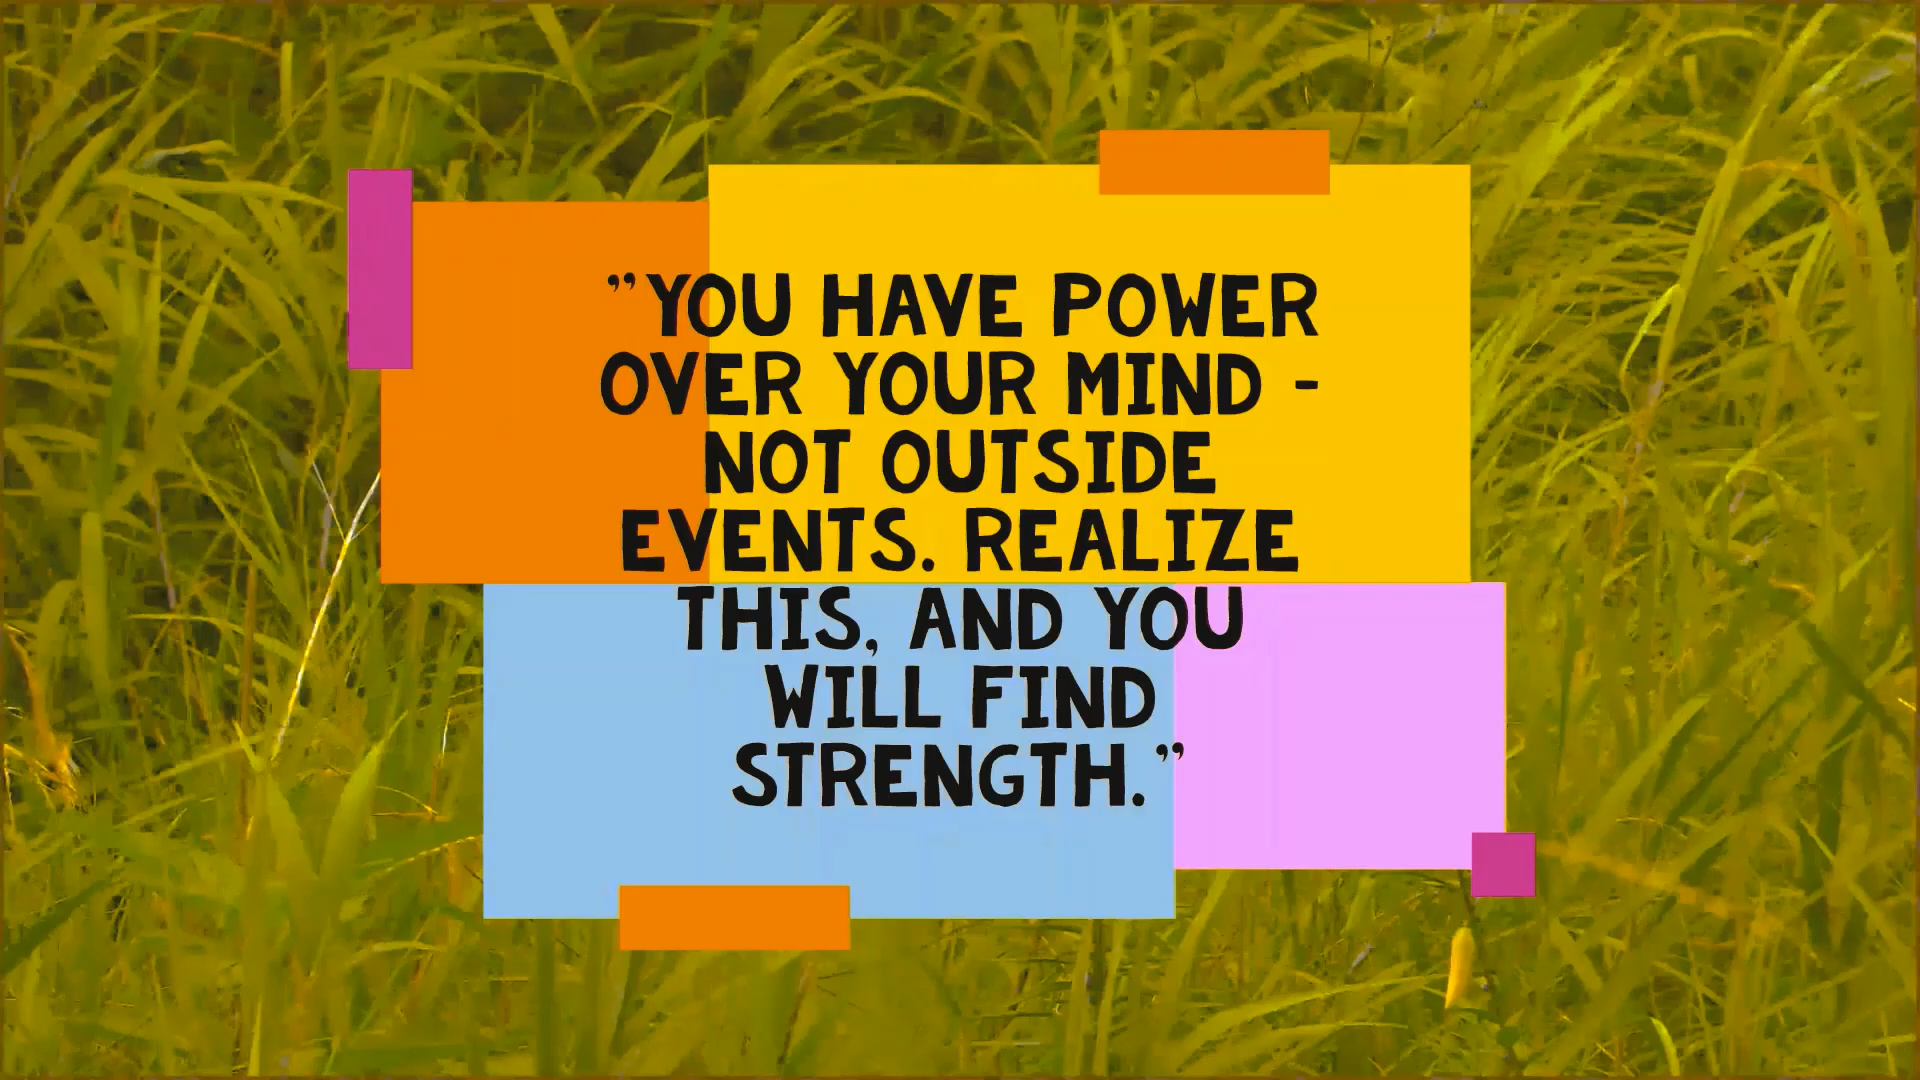 ”YOU HAVE POWER
OVER YOUR MIND -
NOT OUTSIDE
EVENTS. REALIZE
THIS, AND YOU
WILL FIND
STRENGTH.”